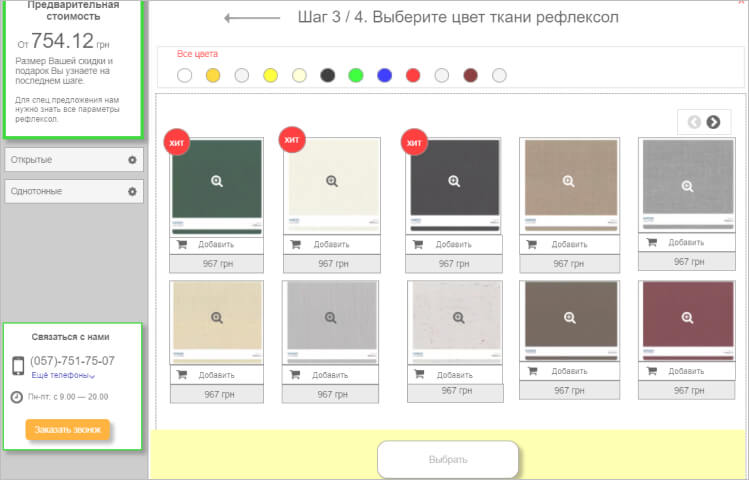 Предварительная
стоимость
От 754.12 грн
Размер Вашей скидки и
подарок Вы узнаете на
последнем шаге.
Для спец.предложения нам
нужно знать все параметры
рефлексол.
Открытые
Однотонные
Связаться с нами
(057)-751-75-07
Ещё телефоны
Пн-пт: с 9.00 — 20.00
Заказать звонок
Шаг 3 / 4. Выберите цвет ткани рефлексол
Все цвета
ХИТ
ХИТ
ХИТ
Добавить
Добавить
Добавить
Добавить
Добавить
967 грн
967 грн
967 грн
967 грн
967 грн
Добавить
Добавить
Добавить
Добавить
Добавить
967 грн
967 грн
967 грн
967 грн
967 грн
Выбрать